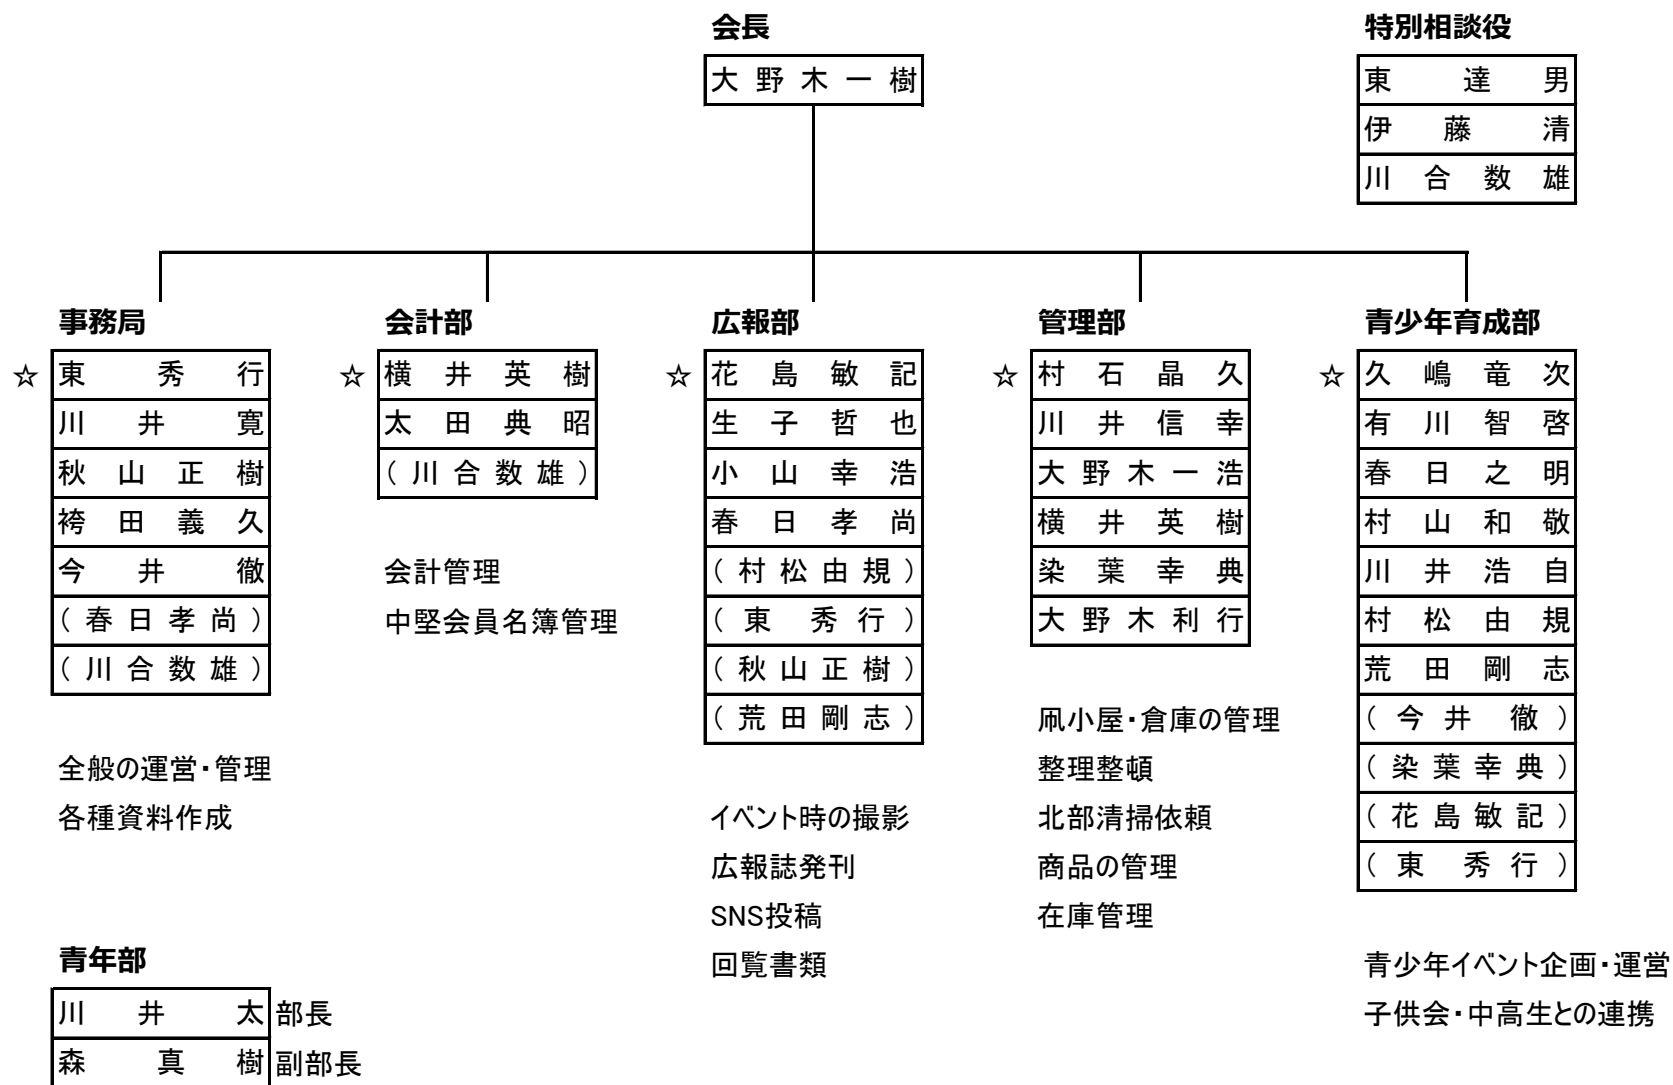 会長
大野木一樹
特別相談役
東達男
伊藤清
川合数雄
事務局
☆ 東秀行
川井寛
秋山正樹
袴田義久
今井徹
(春日孝尚)
(川合数雄)
全般の運営・管理
各種資料作成
会計部
☆ 横井英樹
太田典昭
(川合数雄)
会計管理
中堅会員名簿管理
広報部
☆ 花島敏記
生子哲也
小山幸浩
春日孝尚
(村松由規)
(東秀行)
(秋山正樹)
(荒田剛志)
イベント時の撮影
広報誌発刊
SNS投稿
回覧書類
管理部
☆ 村石晶久
川井信幸
大野木一浩
横井英樹
染葉幸典
大野木利行
凧小屋・倉庫の管理
整理整頓
北部清掃依頼
商品の管理
在庫管理
青少年育成部
☆ 久嶋竜次
有川智啓
春日之明
村山和敬
川井浩自
村松由規
荒田剛志
(今井徹)
(染葉幸典)
(花島敏記)
(東秀行)
青少年イベント企画・運営
子供会・中高生との連携
青年部
川井太 部長
森真樹 副部長